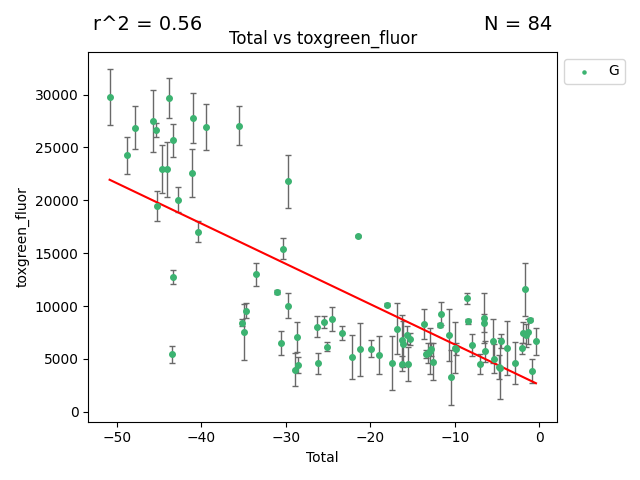 r^2 = 0.56
N = 84
Total vs toxgreen_fluor
G
30000
25000
20000
15000
10000
5000
0
toxgreen_fluor
−50 −40 −30 −20 −10 0
Total